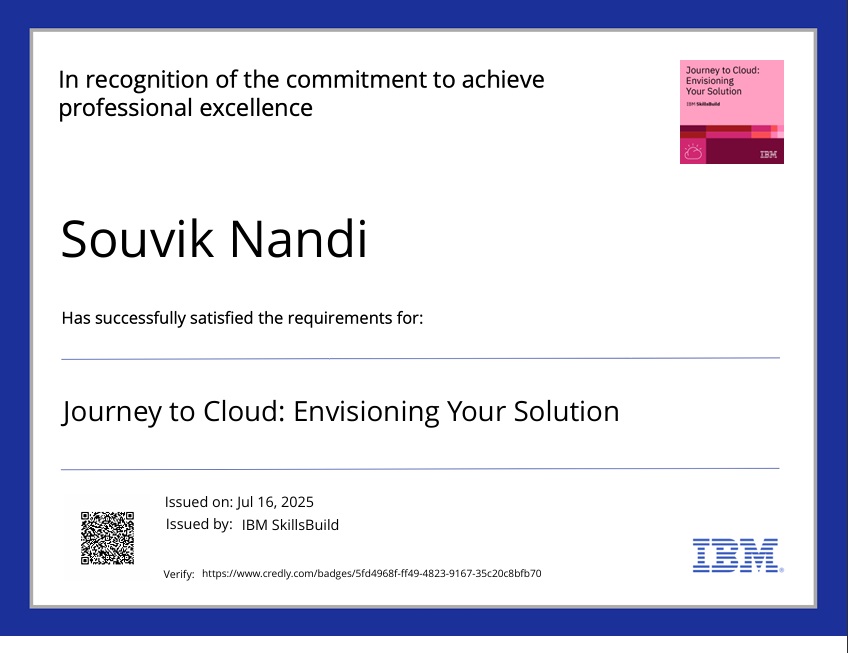 In recognition of the commitment to achieve
professional excellence
Journey to Cloud:
Envisioning
Your Solution
IBM SkillsBuild
IBM
Souvik Nandi
Has successfully satisfied the requirements for:
Journey to Cloud: Envisioning Your Solution
Issued on: Jul 16, 2025
Issued by: IBM SkillsBuild
Verify: https://www.credly.com/badges/5fd4968f-ff49-4823-9167-35c20c8bfb70
IBM®